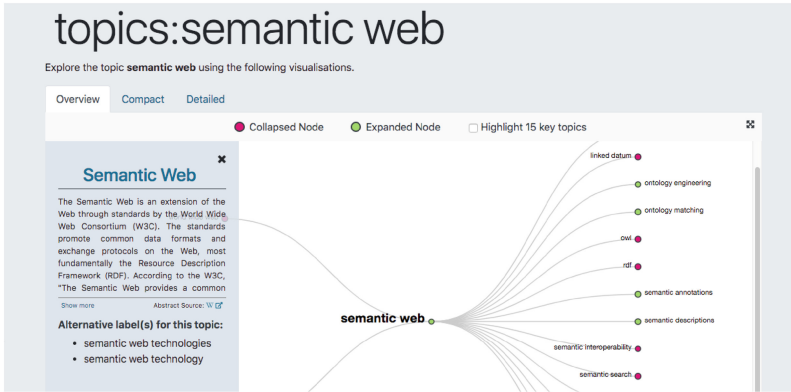 topics:semantic web
Explore the topic semantic web using the following visualisations.
Overview Compact Detailed
Collapsed Node Expanded Node Highlight 15 key topics
Semantic Web
The Semantic Web is an extension of the
Web through standards by the World Wide
Web Consortium (W3C). The standards
promote common data formats and
exchange protocols on the Web, most
fundamentally the Resource Description
Framework (RDF). According to the W3C,
"The Semantic Web provides a common
Show more Abstract Source: W
Alternative label(s) for this topic:
• semantic web technologies
• semantic web technology
semantic web
linked datum
ontology engineering
ontology matching
owl
rdf
semantic annotations
semantic descriptions
semantic interoperability
semantic search